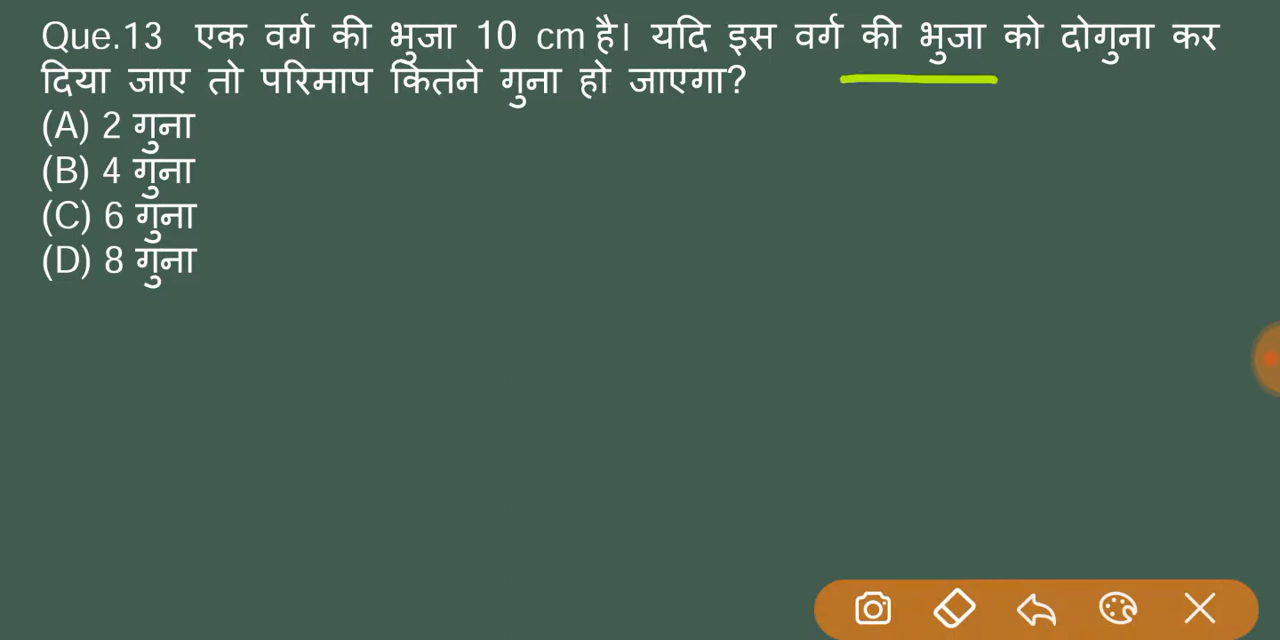 Que.13 एक वर्ग की भुजा 10 cm है। यदि इस वर्ग की भुजा को दोगुना कर
दिया जाए तो परिमाप कितने गुना हो जाएगा?
(A) 2 गुना
(B) 4 गुना
(C) 6 गुना
(D) 8 गुना